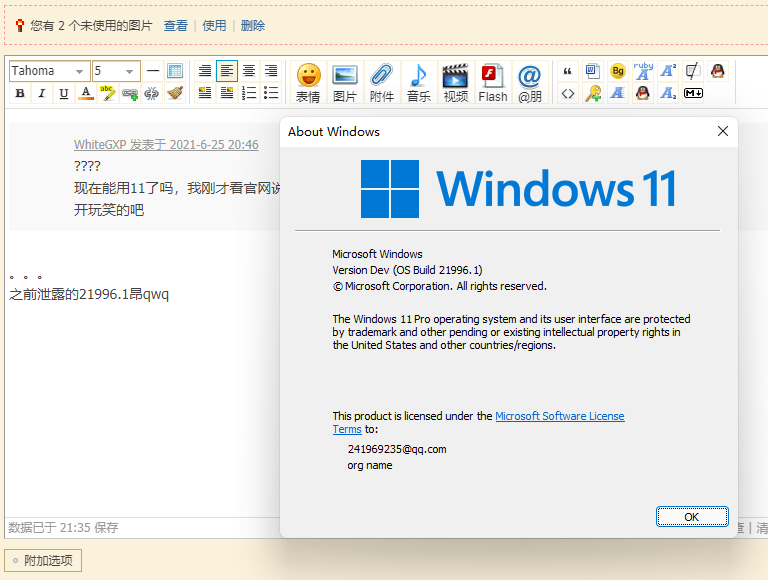 您有 2 个未使用的图片 查看 | 使用 | 删除
Tahoma 5
B I U A abc
表情 图片 附件 音乐 视频 Flash @朋
“ W Bg ruby A A²
<> A A₂ M
WhiteGXP 发表于 2021-6-25 20:46
????
现在能用11了吗，我刚才看官网说
开玩笑的吧
。。。
之前泄露的21996.1昂qwq
数据已于 21:35 保存
查 | 清
附加选项
About Windows
Windows 11
Microsoft Windows
Version Dev (OS Build 21996.1)
© Microsoft Corporation. All rights reserved.
The Windows 11 Pro operating system and its user interface are protected
by trademark and other pending or existing intellectual property rights in
the United States and other countries/regions.
This product is licensed under the Microsoft Software License
Terms to:
241969235@qq.com
org name
OK